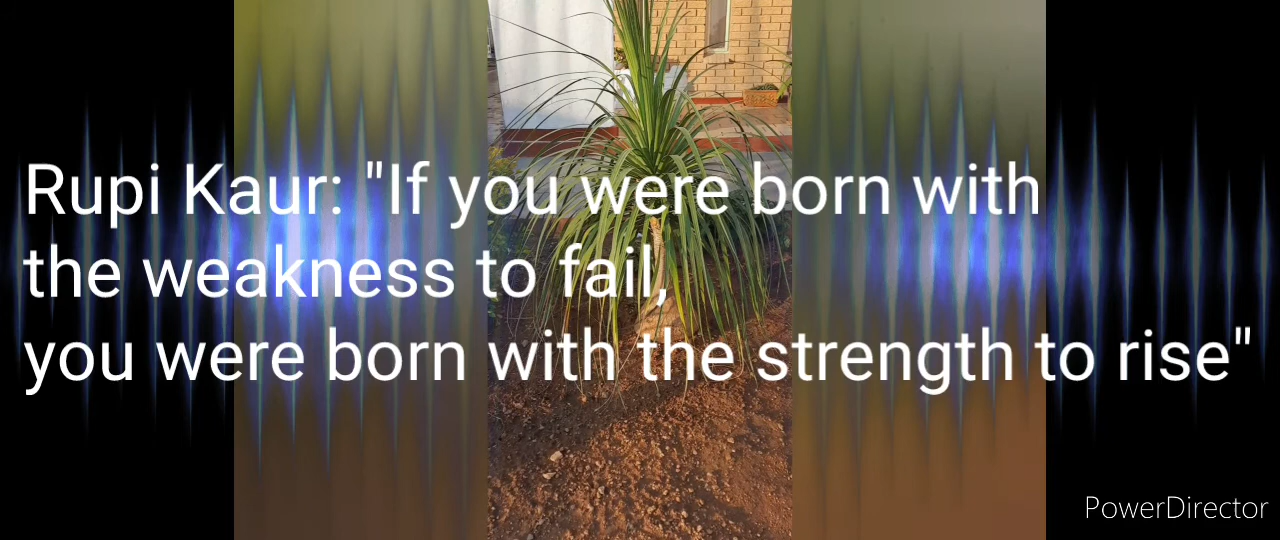 Rupi Kaur: "If you were born with
the weakness to fail,
you were born with the strength to rise"
PowerDirector